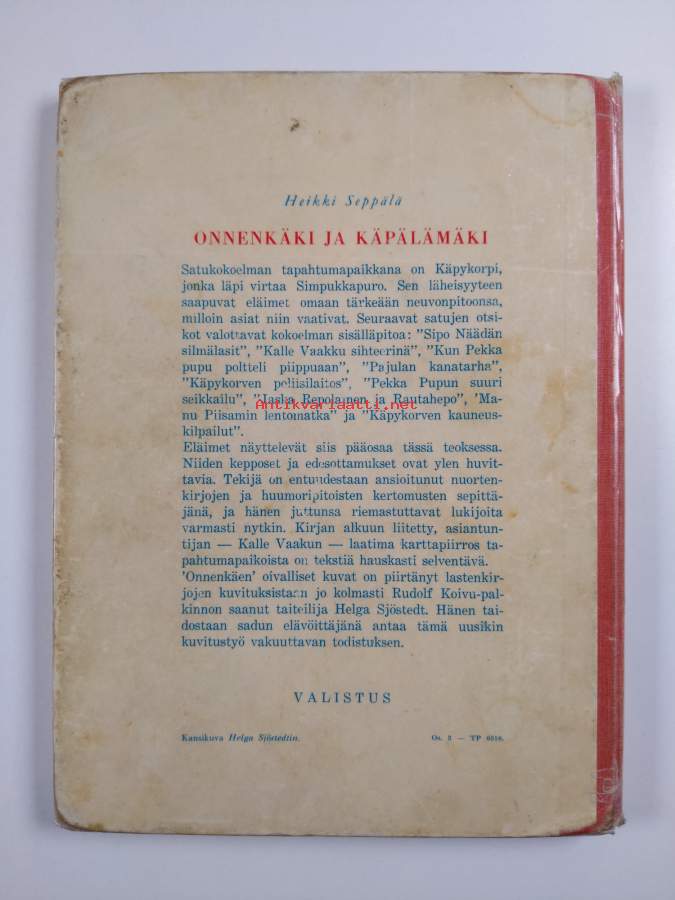 Heikki Seppälä
ONNENKÄKI JA KÄPÄLÄMÄKI
Satukokoelman tapahtumapaikkana on Käpykorpi,
jonka läpi virtaa Simpukkapuro. Sen läheisyyteen
saapuvat eläimet omaan tärkeään neuvonpitoonsa,
milloin asiat niin vaativat. Seuraavat satujen otsi-
kot valottavat kokoelman sisälläpitoa: "Sipo Näädän
silmälasit", "Kalle Vaakku sihteerinä", "Kun Pekka
pupu poltteli piippuaan", "Pajulan kanatarha",
"Käpykorven poliisilaitos", "Pekka Pupun suuri
seikkailu", "Jaska Repolainen ja Rautahepo", 'Ma-
Antikvariaatti.net
nu Piisamin lentomatka" ja "Käpykorven kauneus-
kilpailut".
Eläimet näyttelevät siis pääosaa tässä teoksessa.
Niiden kepposet ja edesottamukset ovat ylen huvit-
tavia. Tekijä on entuudestaan ansioitunut nuorten-
kirjojen ja huumoripitoisten kertomusten sepittä-
jänä, ja hänen juttunsa riemastuttavat lukijoita
varmasti nytkin. Kirjan alkuun liitetty, asiantun-
tijan — Kalle Vaakun — laatima karttapiirros ta-
pahtumapaikoista on tekstiä hauskasti selventävä.
'Onnenkäen' oivalliset kuvat on piirtänyt lastenkir-
jojen kuvituksistaan jo kolmasti Rudolf Koivu-pal-
kinnon saanut taiteilija Helga Sjöstedt. Hänen tai-
dostaan sadun elävöittäjänä antaa tämä uusikin
kuvitustyö vakuuttavan todistuksen.
VALISTUS
Kansikuva Helga Sjöstedtin.
Os. 2 — TP